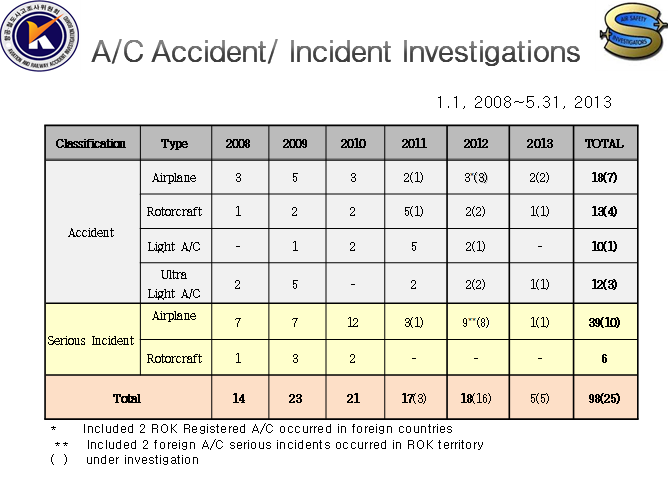 AIR SAFETY
INVESTIGATORS
A/C Accident/ Incident Investigations
1.1, 2008~5.31, 2013
Classification Type 2008 2009 2010 2011 2012 2013 TOTAL
Accident
Airplane 3 5 3 2(1) 3*(3) 2(2) 18(7)
Rotorcraft 1 2 2 5(1) 2(2) 1(1) 13(4)
Light A/C - 1 2 5 2(1) - 10(1)
Ultra
Light A/C 2 5 - 2 2(2) 1(1) 12(3)
Serious Incident
Airplane 7 7 12 3(1) 9**(8) 1(1) 39(10)
Rotorcraft 1 3 2 - - - 6
Total 14 23 21 17(3) 18(16) 5(5) 98(25)
* Included 2 ROK Registered A/C occurred in foreign countries
** Included 2 foreign A/C serious incidents occurred in ROK territory
( ) under investigation